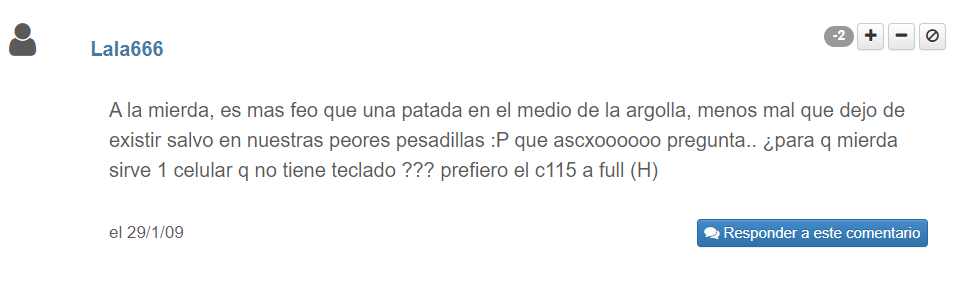 Lala666
-2
A la mierda, es mas feo que una patada en el medio de la argolla, menos mal que dejo de
existir salvo en nuestras peores pesadillas :P que ascxoooooo pregunta.. ¿para q mierda
sirve 1 celular q no tiene teclado ??? prefiero el c115 a full (H)
el 29/1/09
Responder a este comentario